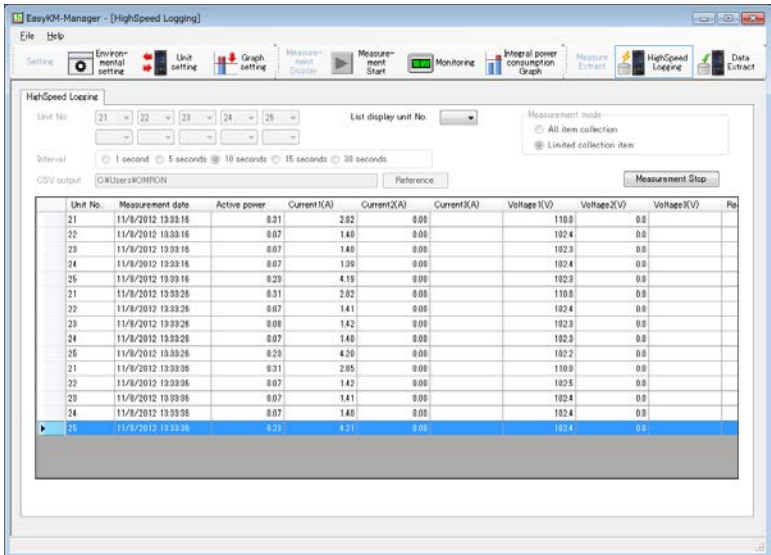 EasyKM-Manager - [HighSpeed Logging]
File Help
Setting Environ-mental setting Unit setting Graph setting Measure-ment Display Measure-ment Start Monitoring Integral power consumption Graph Measure Extract HighSpeed Logging Data Extract
HighSpeed Logging
Unit No. 21 22 23 24 25 List display unit No. Measurement mode
All item collection
Limited collection item
Interval 1 second 5 seconds 10 seconds 15 seconds 30 seconds
CSV output C:¥Users¥OMRON Reference Measurement Stop
Unit No. Measurement date Active power Current1(A) Current2(A) Current3(A) Voltage1(V) Voltage2(V) Voltage3(V) Re
21 11/8/2012 13:33:16 0.31 2.82 0.00 110.0 0.0
22 11/8/2012 13:33:16 0.07 1.40 0.00 102.4 0.0
23 11/8/2012 13:33:16 0.07 1.40 0.00 102.3 0.0
24 11/8/2012 13:33:16 0.07 1.39 0.00 102.4 0.0
25 11/8/2012 13:33:16 0.23 4.19 0.00 102.3 0.0
21 11/8/2012 13:33:26 0.31 2.82 0.00 110.0 0.0
22 11/8/2012 13:33:26 0.07 1.41 0.00 102.4 0.0
23 11/8/2012 13:33:26 0.08 1.42 0.00 102.3 0.0
24 11/8/2012 13:33:26 0.07 1.40 0.00 102.3 0.0
25 11/8/2012 13:33:26 0.23 4.20 0.00 102.2 0.0
21 11/8/2012 13:33:36 0.31 2.85 0.00 110.0 0.0
22 11/8/2012 13:33:36 0.07 1.42 0.00 102.5 0.0
23 11/8/2012 13:33:36 0.07 1.41 0.00 102.4 0.0
24 11/8/2012 13:33:36 0.07 1.40 0.00 102.4 0.0
25 11/8/2012 13:33:36 0.23 4.21 0.00 102.4 0.0